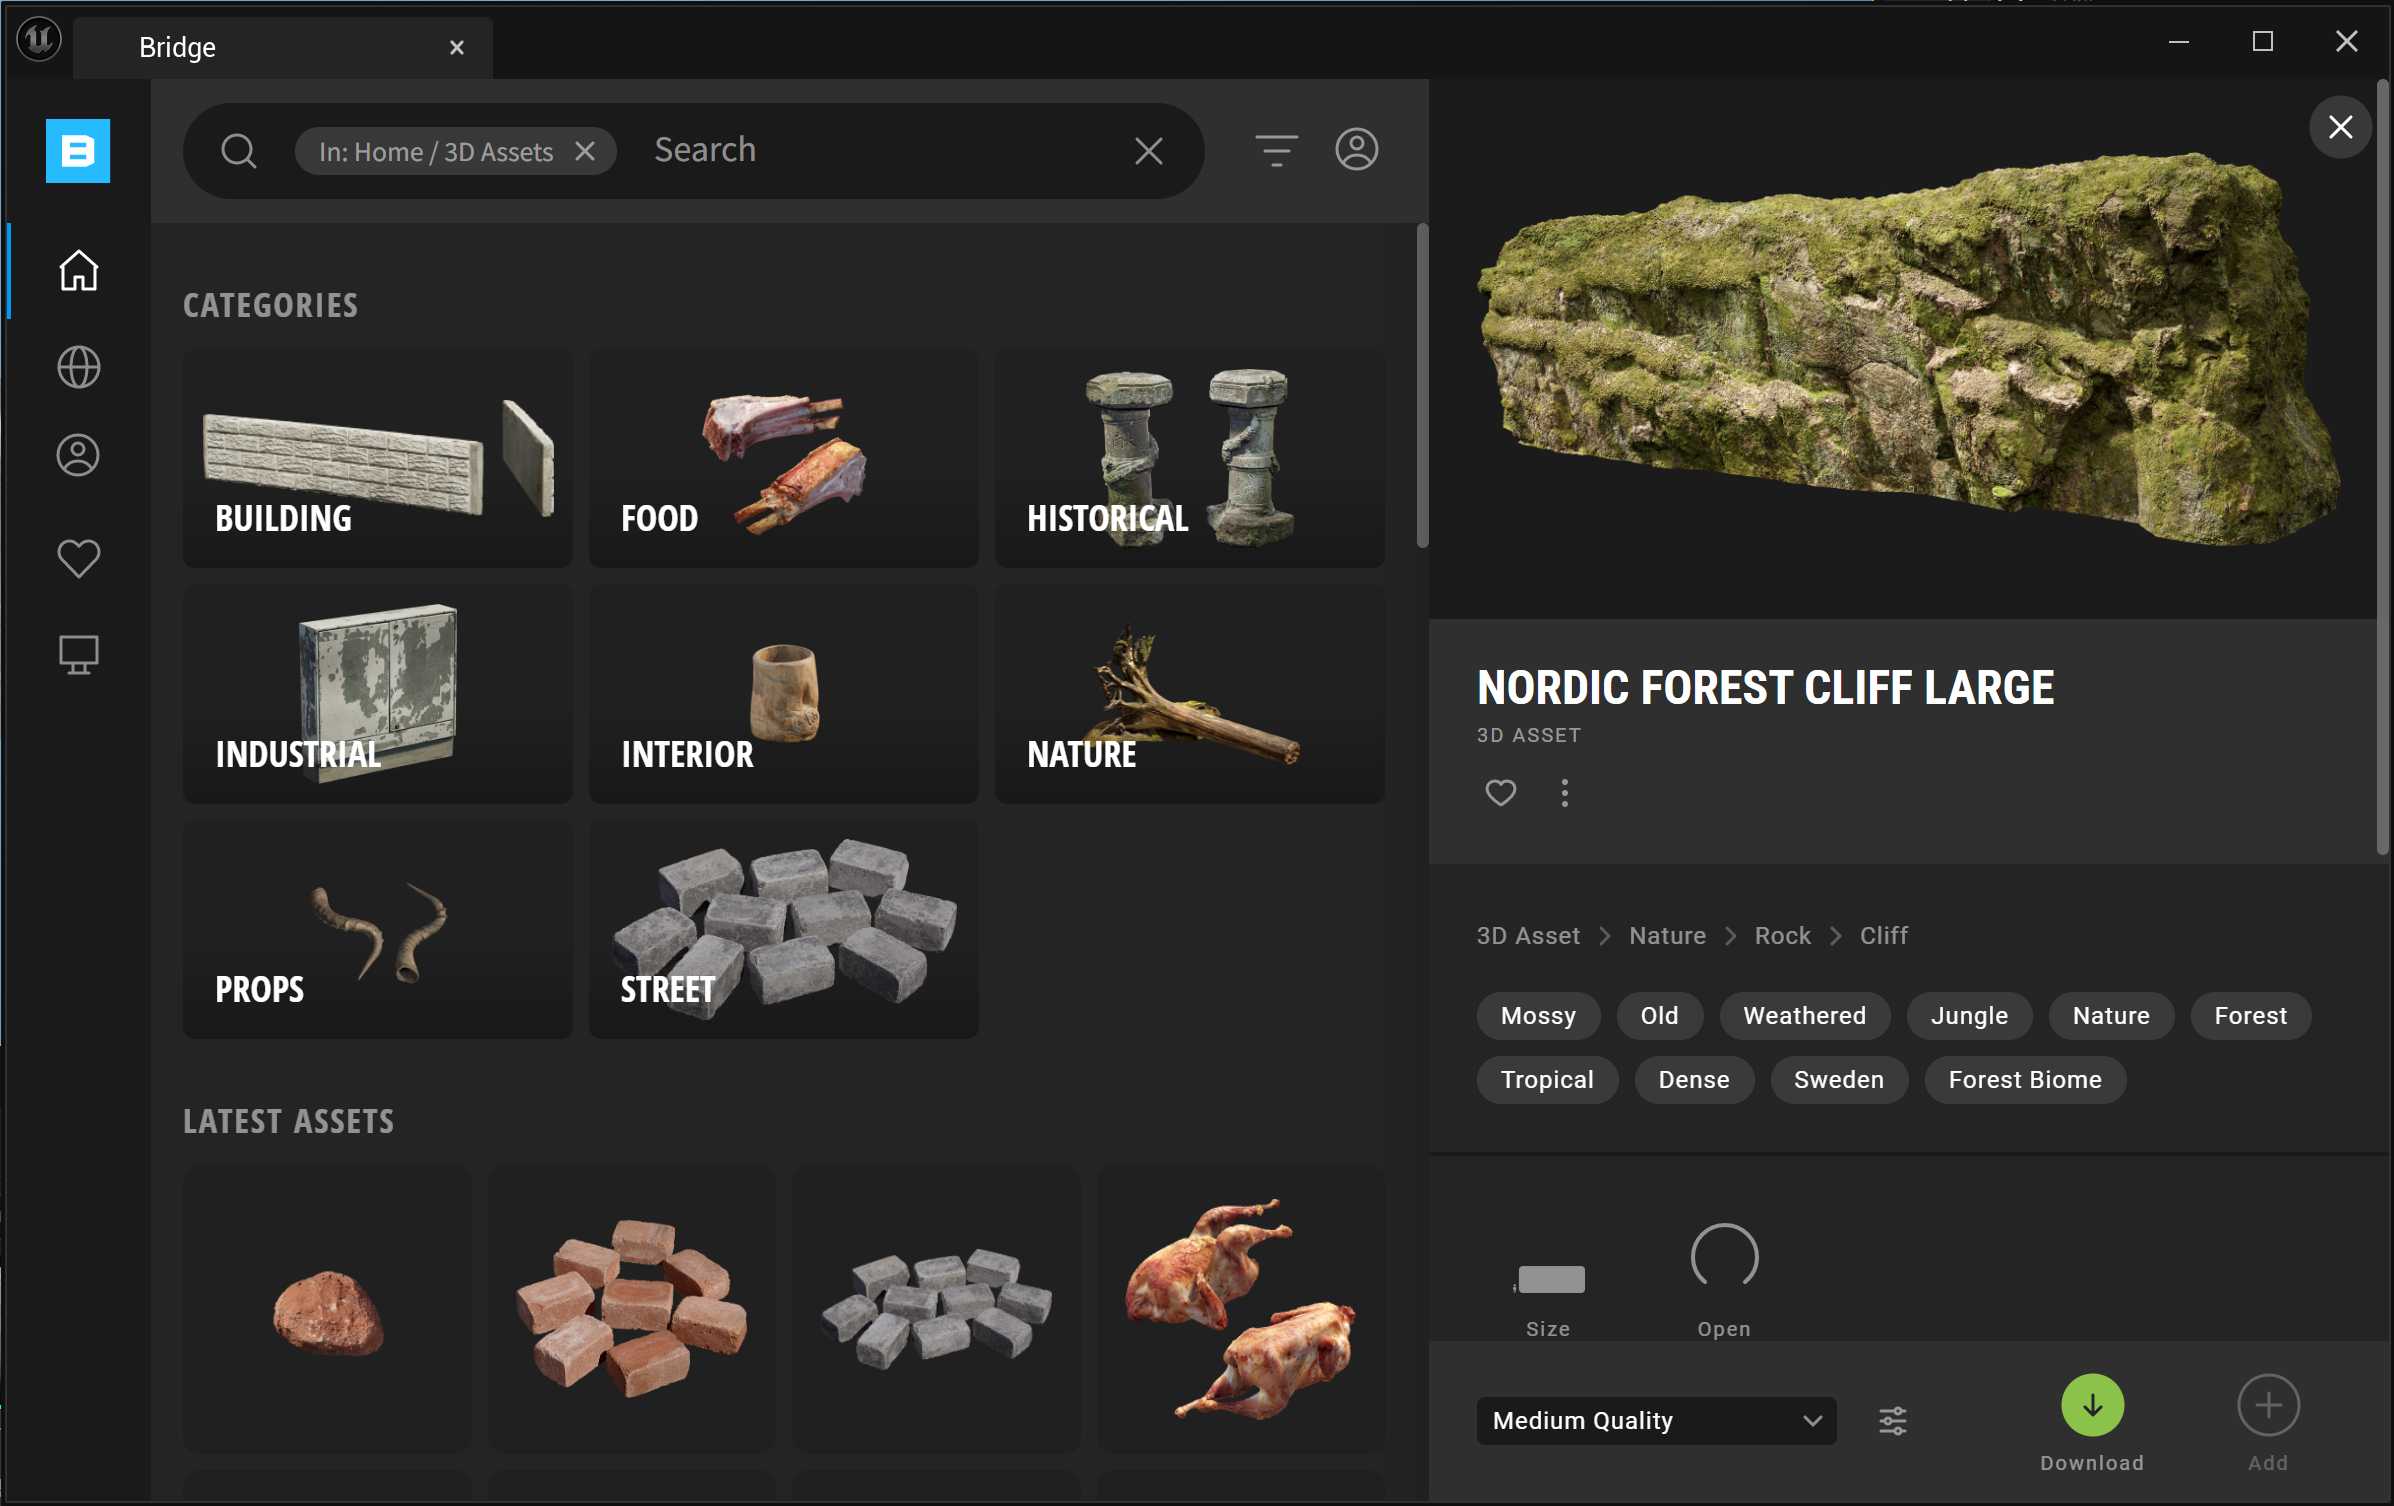 Bridge
In: Home / 3D Assets
Search
CATEGORIES
BUILDING
FOOD
HISTORICAL
INDUSTRIAL
INTERIOR
NATURE
PROPS
STREET
LATEST ASSETS
NORDIC FOREST CLIFF LARGE
3D ASSET
3D Asset > Nature > Rock > Cliff
Mossy Old Weathered Jungle Nature Forest
Tropical Dense Sweden Forest Biome
Size Open
Medium Quality
Download Add